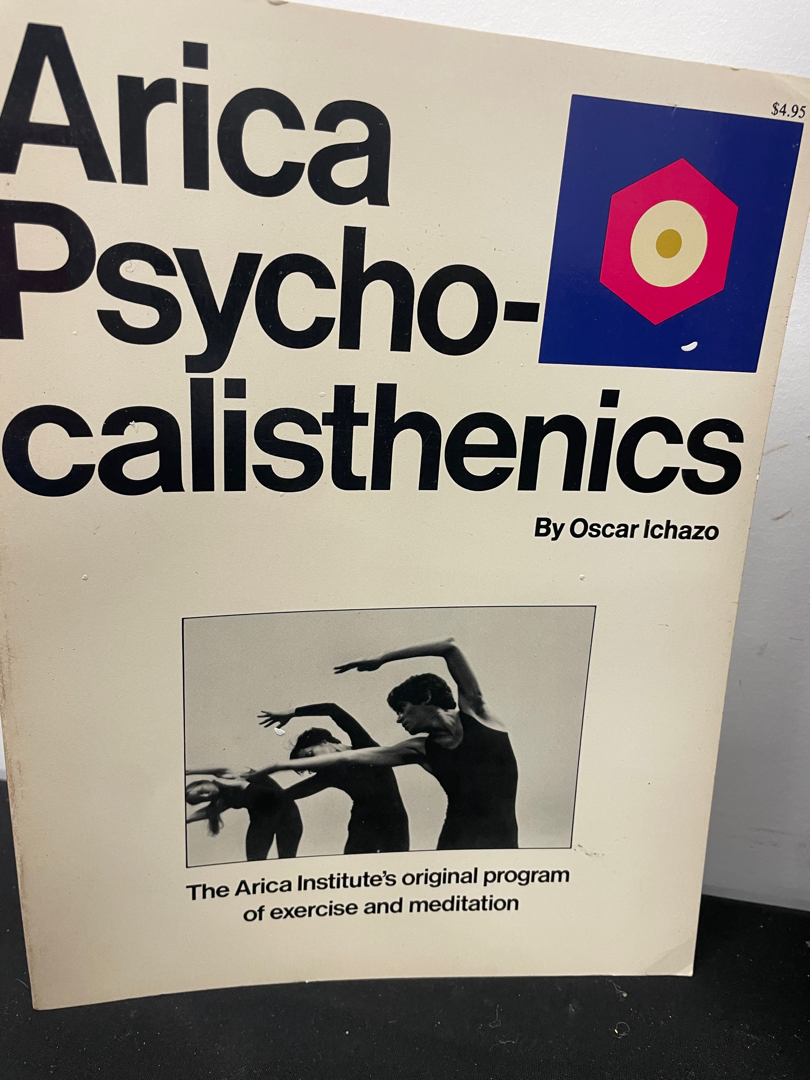 $4.95
Arica
Psycho-
calisthenics
By Oscar Ichazo
The Arica Institute's original program
of exercise and meditation